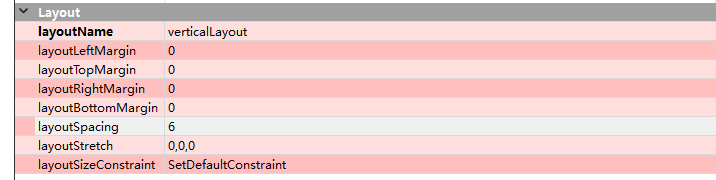 Layout
layoutName verticalLayout
layoutLeftMargin 0
layoutTopMargin 0
layoutRightMargin 0
layoutBottomMargin 0
layoutSpacing 6
layoutStretch 0,0,0
layoutSizeConstraint SetDefaultConstraint